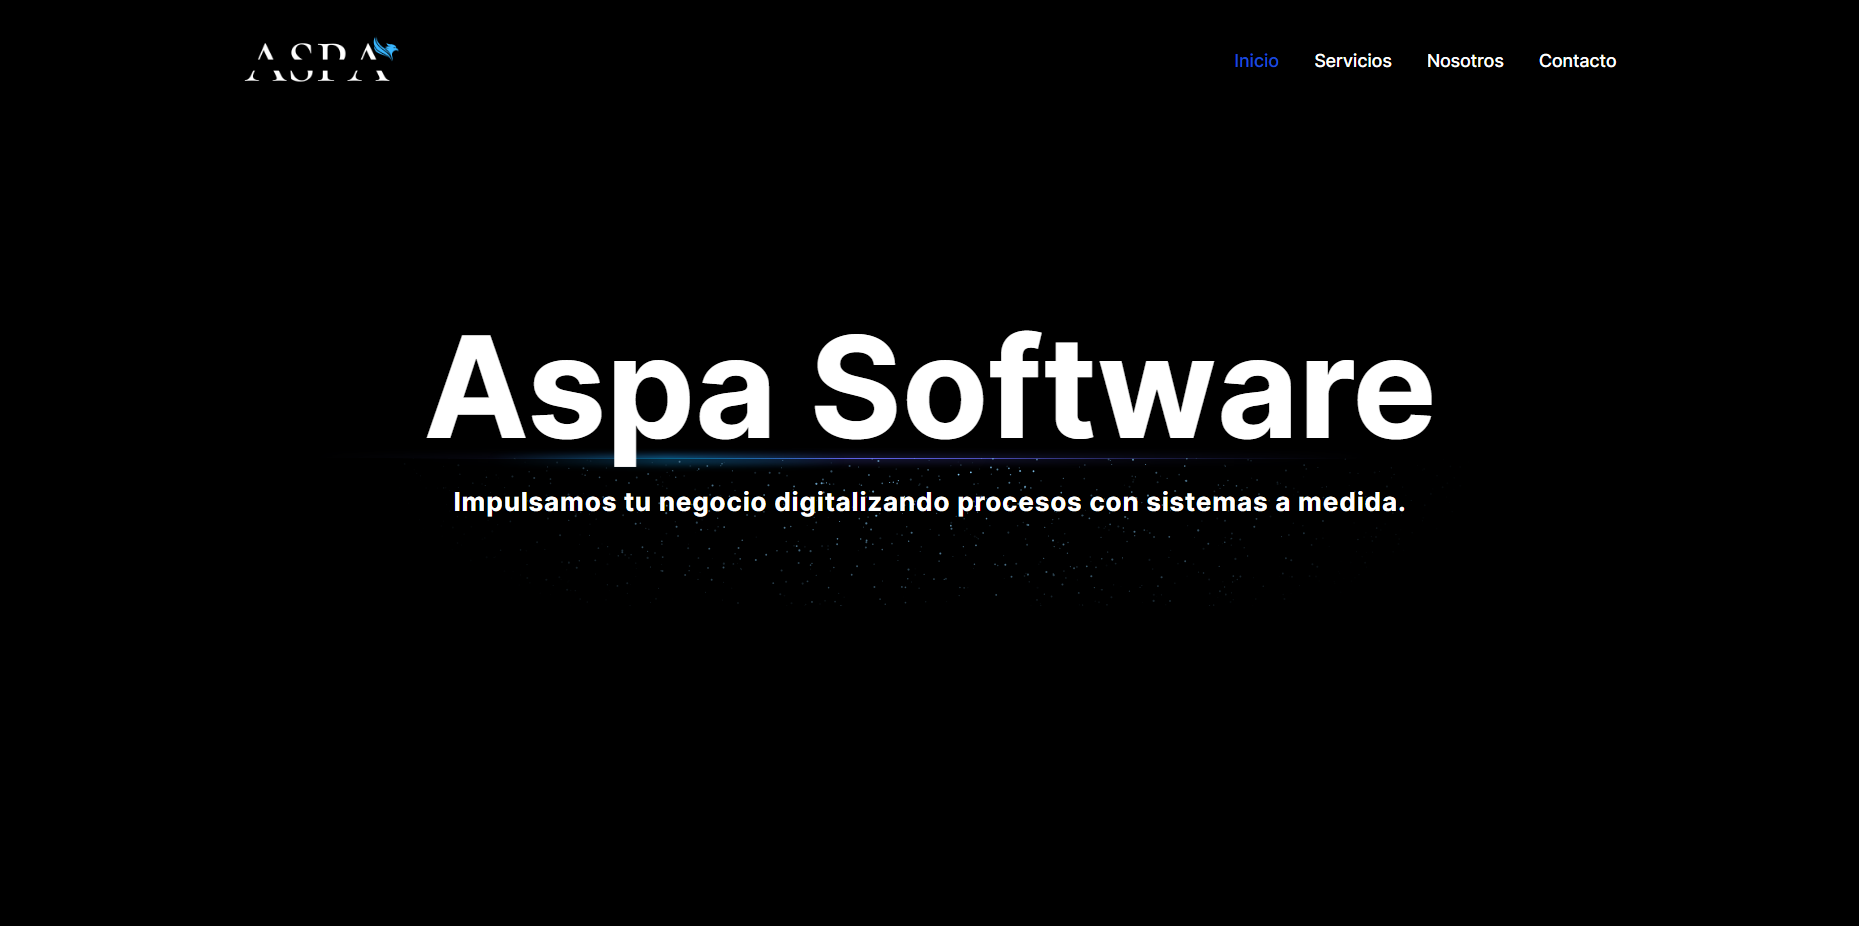 ASPA
Inicio Servicios Nosotros Contacto
Aspa Software
Impulsamos tu negocio digitalizando procesos con sistemas a medida.